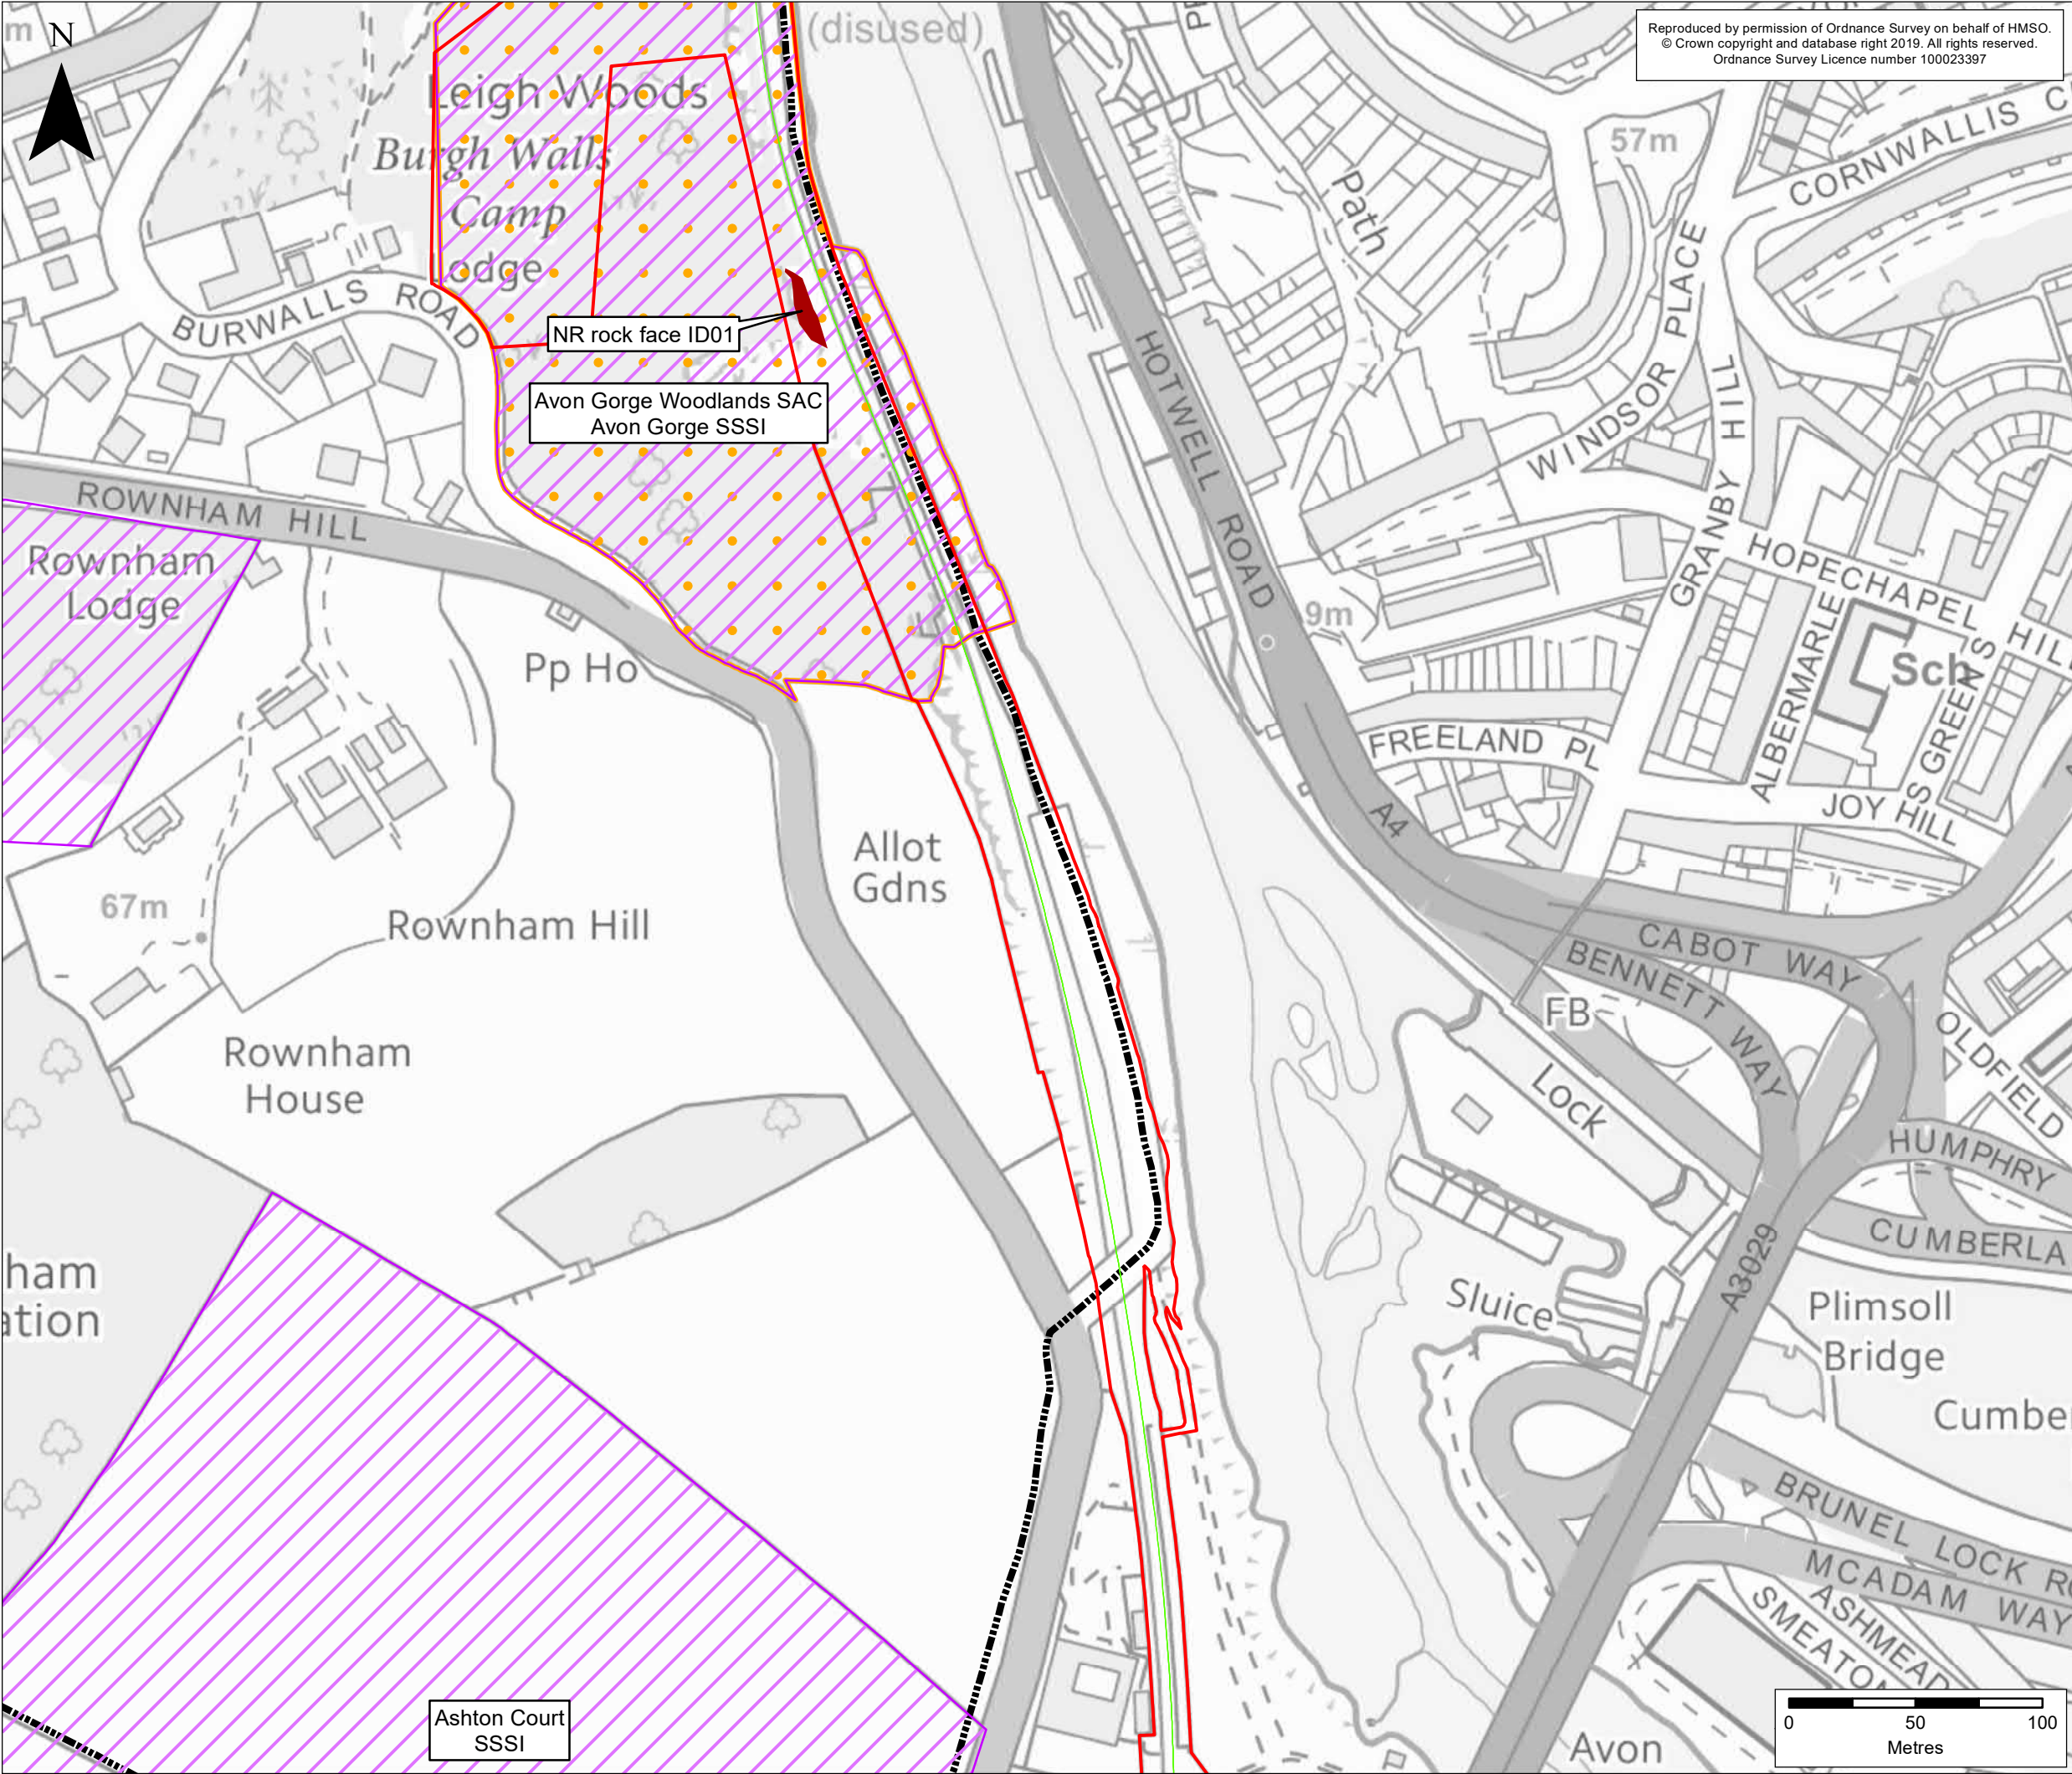 N
m
(disused)
Reproduced by permission of Ordnance Survey on behalf of HMSO.
© Crown copyright and database right 2019. All rights reserved.
Ordnance Survey Licence number 100023397
Leigh Woods
Burgh Walls
Camp
Lodge
57m
CORNWALLIS
Path
BURWALLS ROAD
NR rock face ID01
WINDSOR PLACE
HOTWELL ROAD
GRANBY HILL
Avon Gorge Woodlands SAC
Avon Gorge SSSI
ROWNHAM HILL
Rownham
Lodge
HOPECHAPEL HILL
9m
Pp Ho
ALBERMARLE
Sch
S GREEN S
FREELAND PL
JOY HILL
A4
Allot
Gdns
67m
Rownham Hill
CABOT WAY
BENNETT WAY
FB
OLDFIELD
Rownham
House
Lock
HUMPHRY
CUMBERLA
A3029
ham
ation
Sluice
Plimsoll
Bridge
Cumbe
BRUNEL LOCK RO
MCADAM WAY
ASHMEAD
SMEATON
Ashton Court
SSSI
Avon
0 50 100
Metres